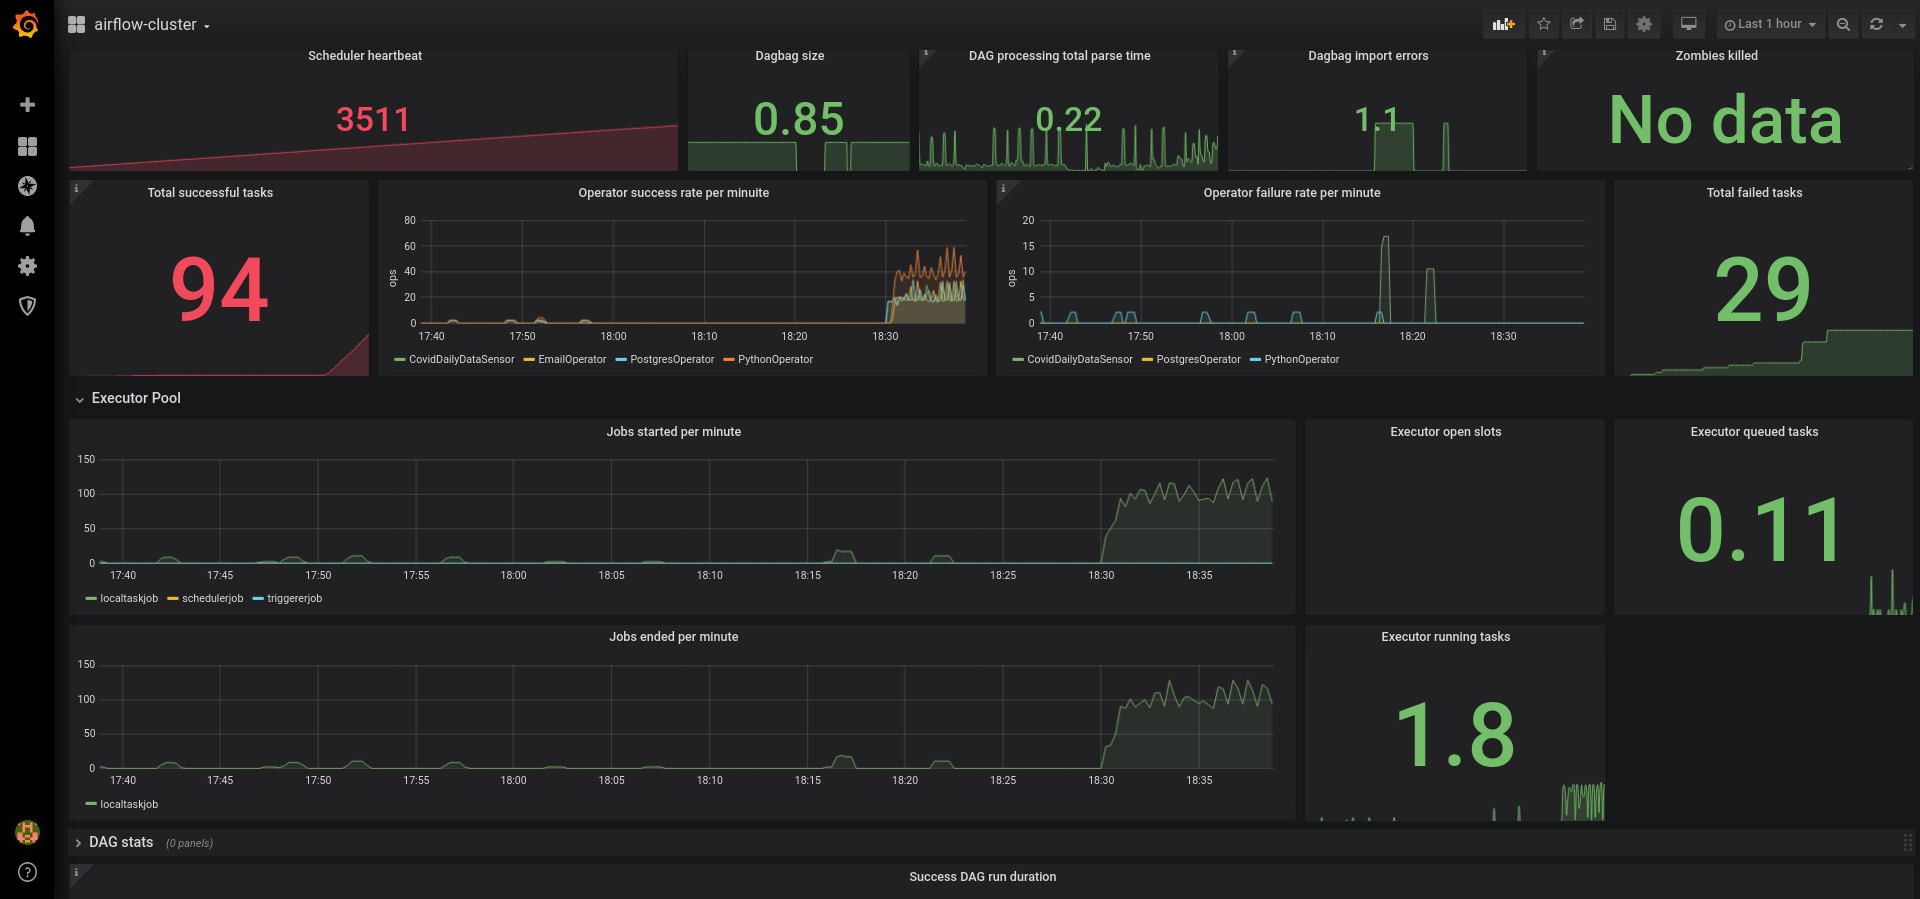 airflow-cluster
Last 1 hour
Scheduler heartbeat
3511
Dagbag size
0.85
DAG processing total parse time
0.22
Dagbag import errors
1.1
Zombies killed
No data
Total successful tasks
94
Operator success rate per minuite
ops
80
60
40
20
0
17:40 17:50 18:00 18:10 18:20 18:30
CovidDailyDataSensor EmailOperator PostgresOperator PythonOperator
Operator failure rate per minute
ops
20
15
10
5
0
17:40 17:50 18:00 18:10 18:20 18:30
CovidDailyDataSensor PostgresOperator PythonOperator
Total failed tasks
29
Executor Pool
Jobs started per minute
150
100
50
0
17:40 17:45 17:50 17:55 18:00 18:05 18:10 18:15 18:20 18:25 18:30 18:35
localtaskjob schedulerjob triggererjob
Executor open slots
Executor queued tasks
0.11
Jobs ended per minute
150
100
50
0
17:40 17:45 17:50 17:55 18:00 18:05 18:10 18:15 18:20 18:25 18:30 18:35
localtaskjob
Executor running tasks
1.8
DAG stats (0 panels)
Success DAG run duration